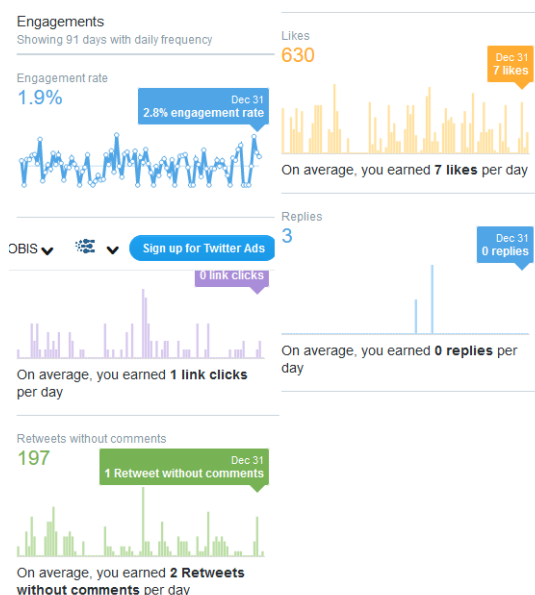 Engagements
Showing 91 days with daily frequency
Engagement rate
1.9%
Dec 31
2.8% engagement rate
OBIS
Sign up for Twitter Ads
0 link clicks
On average, you earned 1 link clicks
per day
Retweets without comments
197
Dec 31
1 Retweet without comments
On average, you earned 2 Retweets
without comments per day
Likes
630
Dec 31
7 likes
On average, you earned 7 likes per day
Replies
3
Dec 31
0 replies
On average, you earned 0 replies per
day